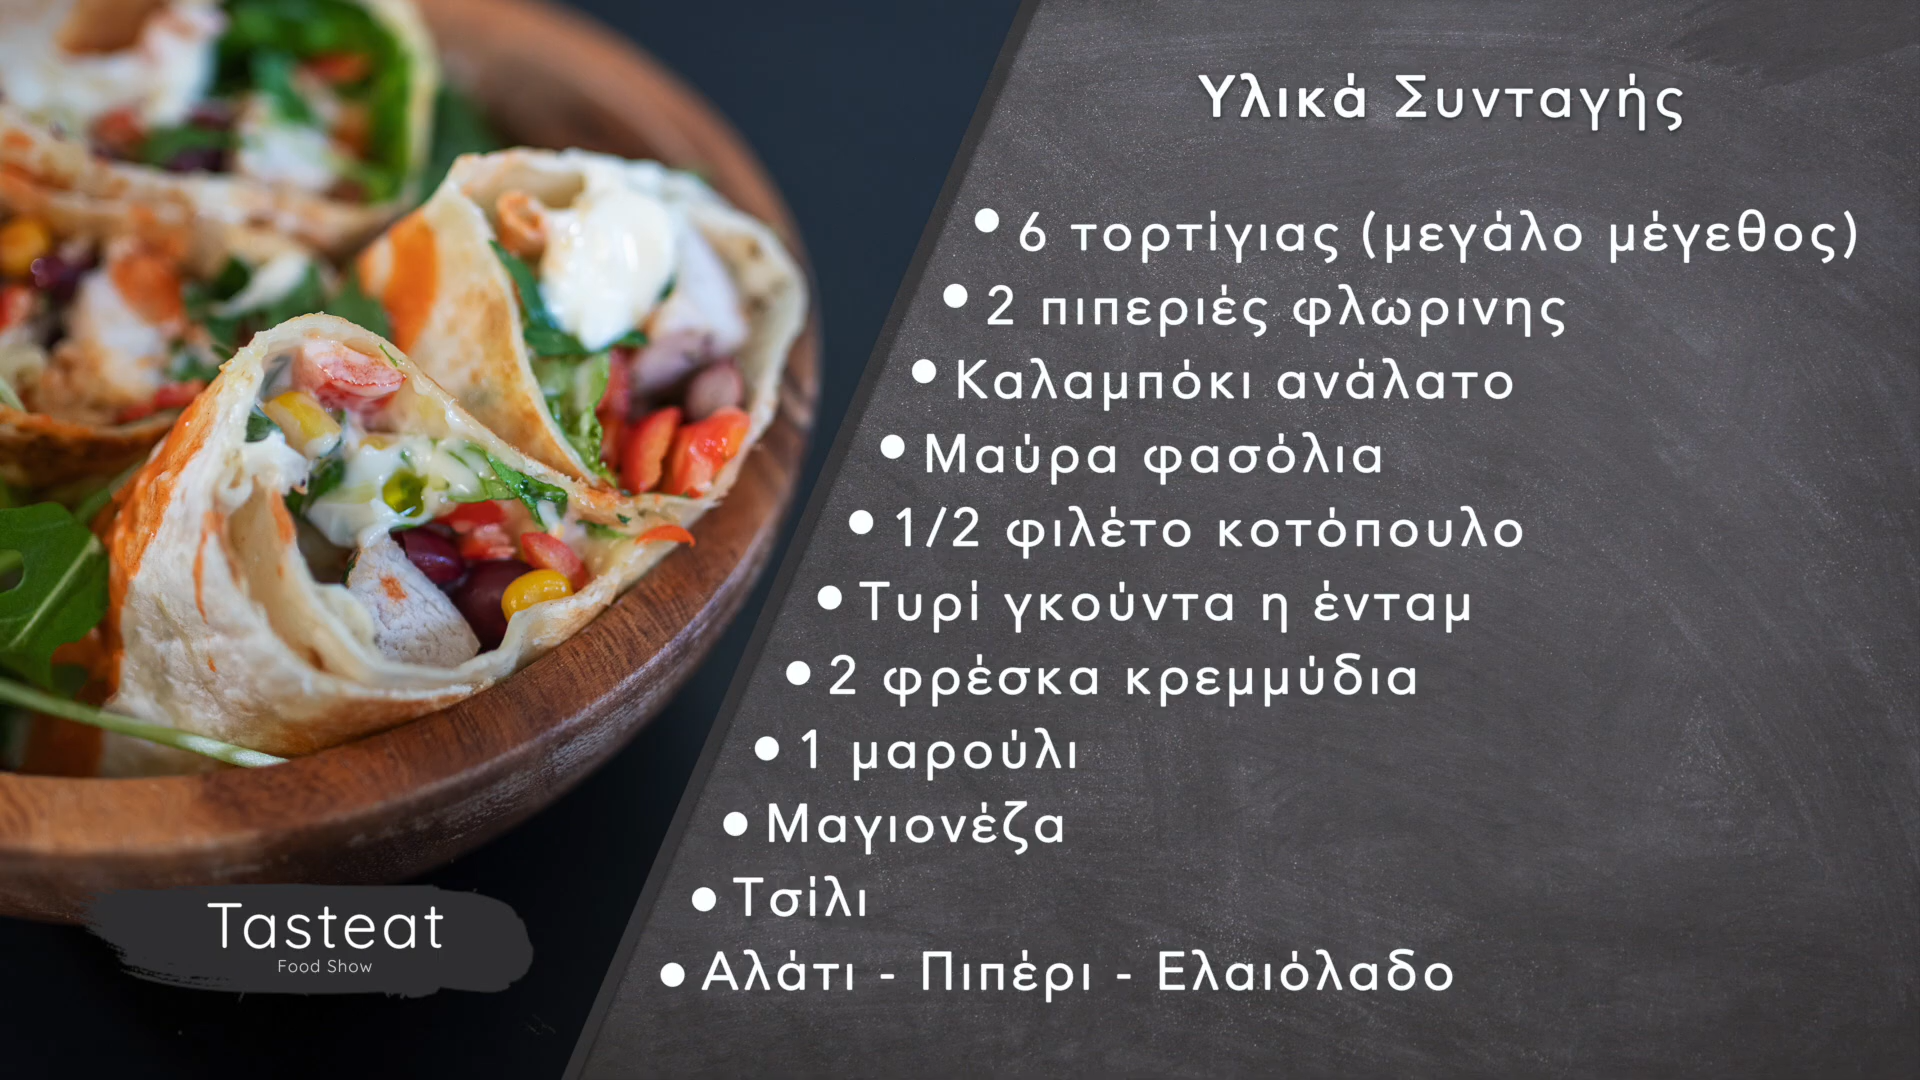 Υλικά Συνταγής
• 6 τορτίγιας (μεγάλο μέγεθος)
• 2 πιπεριές φλωρινης
• Καλαμπόκι ανάλατο
• Μαύρα φασόλια
• 1/2 φιλέτο κοτόπουλο
• Τυρί γκούντα η ένταμ
• 2 φρέσκα κρεμμύδια
• 1 μαρούλι
• Μαγιονέζα
• Τσίλι
• Αλάτι - Πιπέρι - Ελαιόλαδο
Tasteat
Food Show